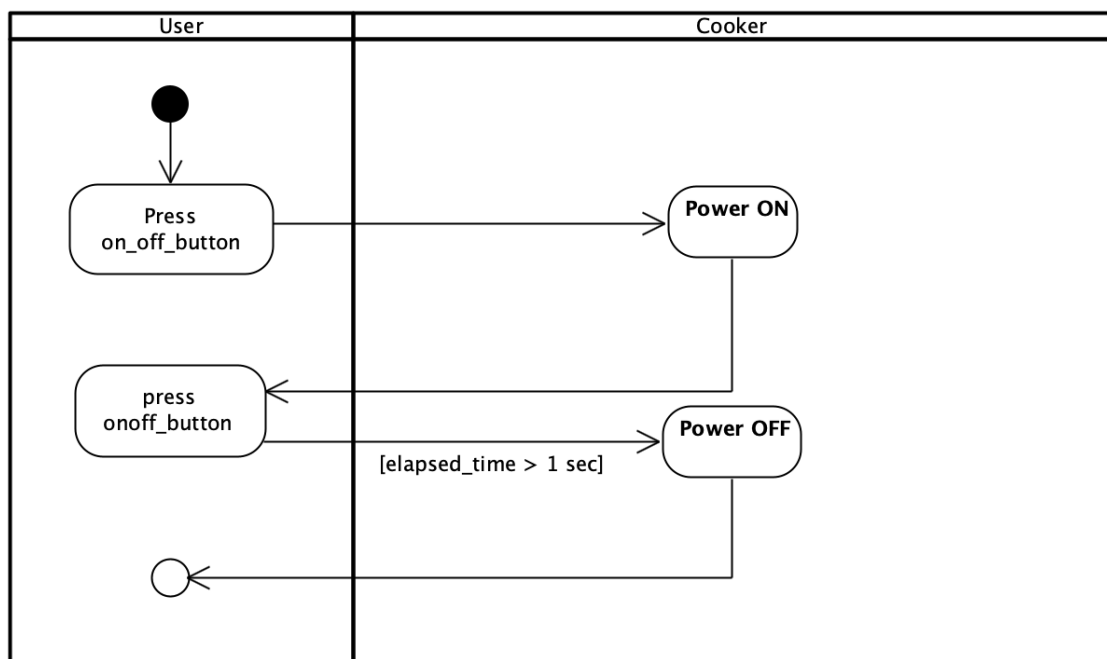 User
Cooker
Press
on_off_button
Power ON
press
onoff_button
Power OFF
[elapsed_time > 1 sec]